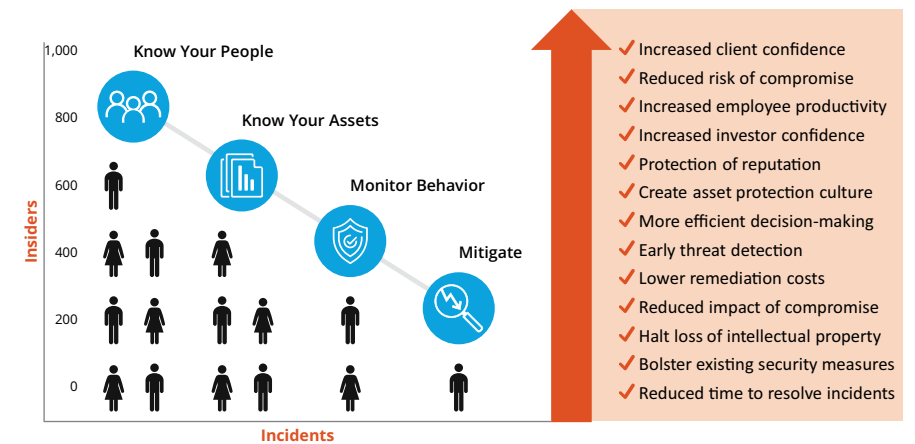 1,000
800
600
400
200
0
Insiders
Incidents
Know Your People
Know Your Assets
Monitor Behavior
Mitigate
Increased client confidence
Reduced risk of compromise
Increased employee productivity
Increased investor confidence
Protection of reputation
Create asset protection culture
More efficient decision-making
Early threat detection
Lower remediation costs
Reduced impact of compromise
Halt loss of intellectual property
Bolster existing security measures
Reduced time to resolve incidents